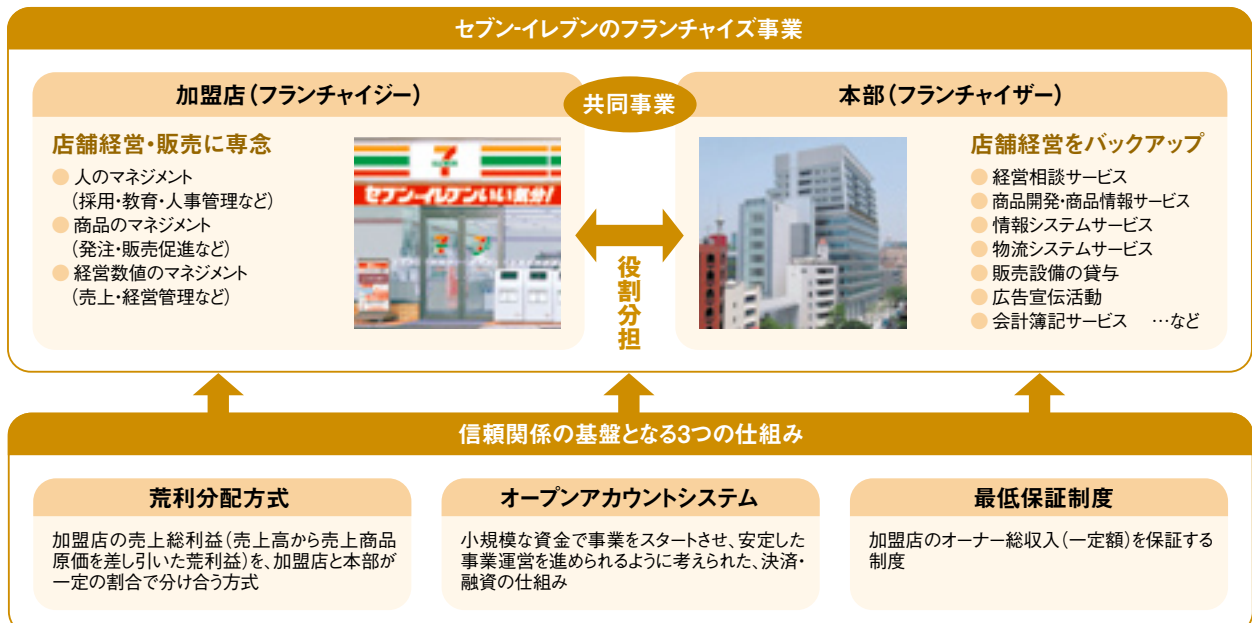 セブン-イレブンのフランチャイズ事業
加盟店(フランチャイジー)
店舗経営・販売に専念
人のマネジメント
(採用・教育・人事管理など)
商品のマネジメント
(発注・販売促進など)
経営数値のマネジメント
(売上・経営管理など)
セブン-イレブンいい気分!
共同事業
役割分担
本部(フランチャイザー)
店舗経営をバックアップ
経営相談サービス
商品開発・商品情報サービス
情報システムサービス
物流システムサービス
販売設備の貸与
広告宣伝活動
会計簿記サービス …など
信頼関係の基盤となる3つの仕組み
荒利分配方式
加盟店の売上総利益(売上高から売上商品
原価を差し引いた荒利益)を、加盟店と本部が
一定の割合で分け合う方式
オープンアカウントシステム
小規模な資金で事業をスタートさせ、安定した
事業運営を進められるように考えられた、決済・
融資の仕組み
最低保証制度
加盟店のオーナー総収入(一定額)を保証する
制度